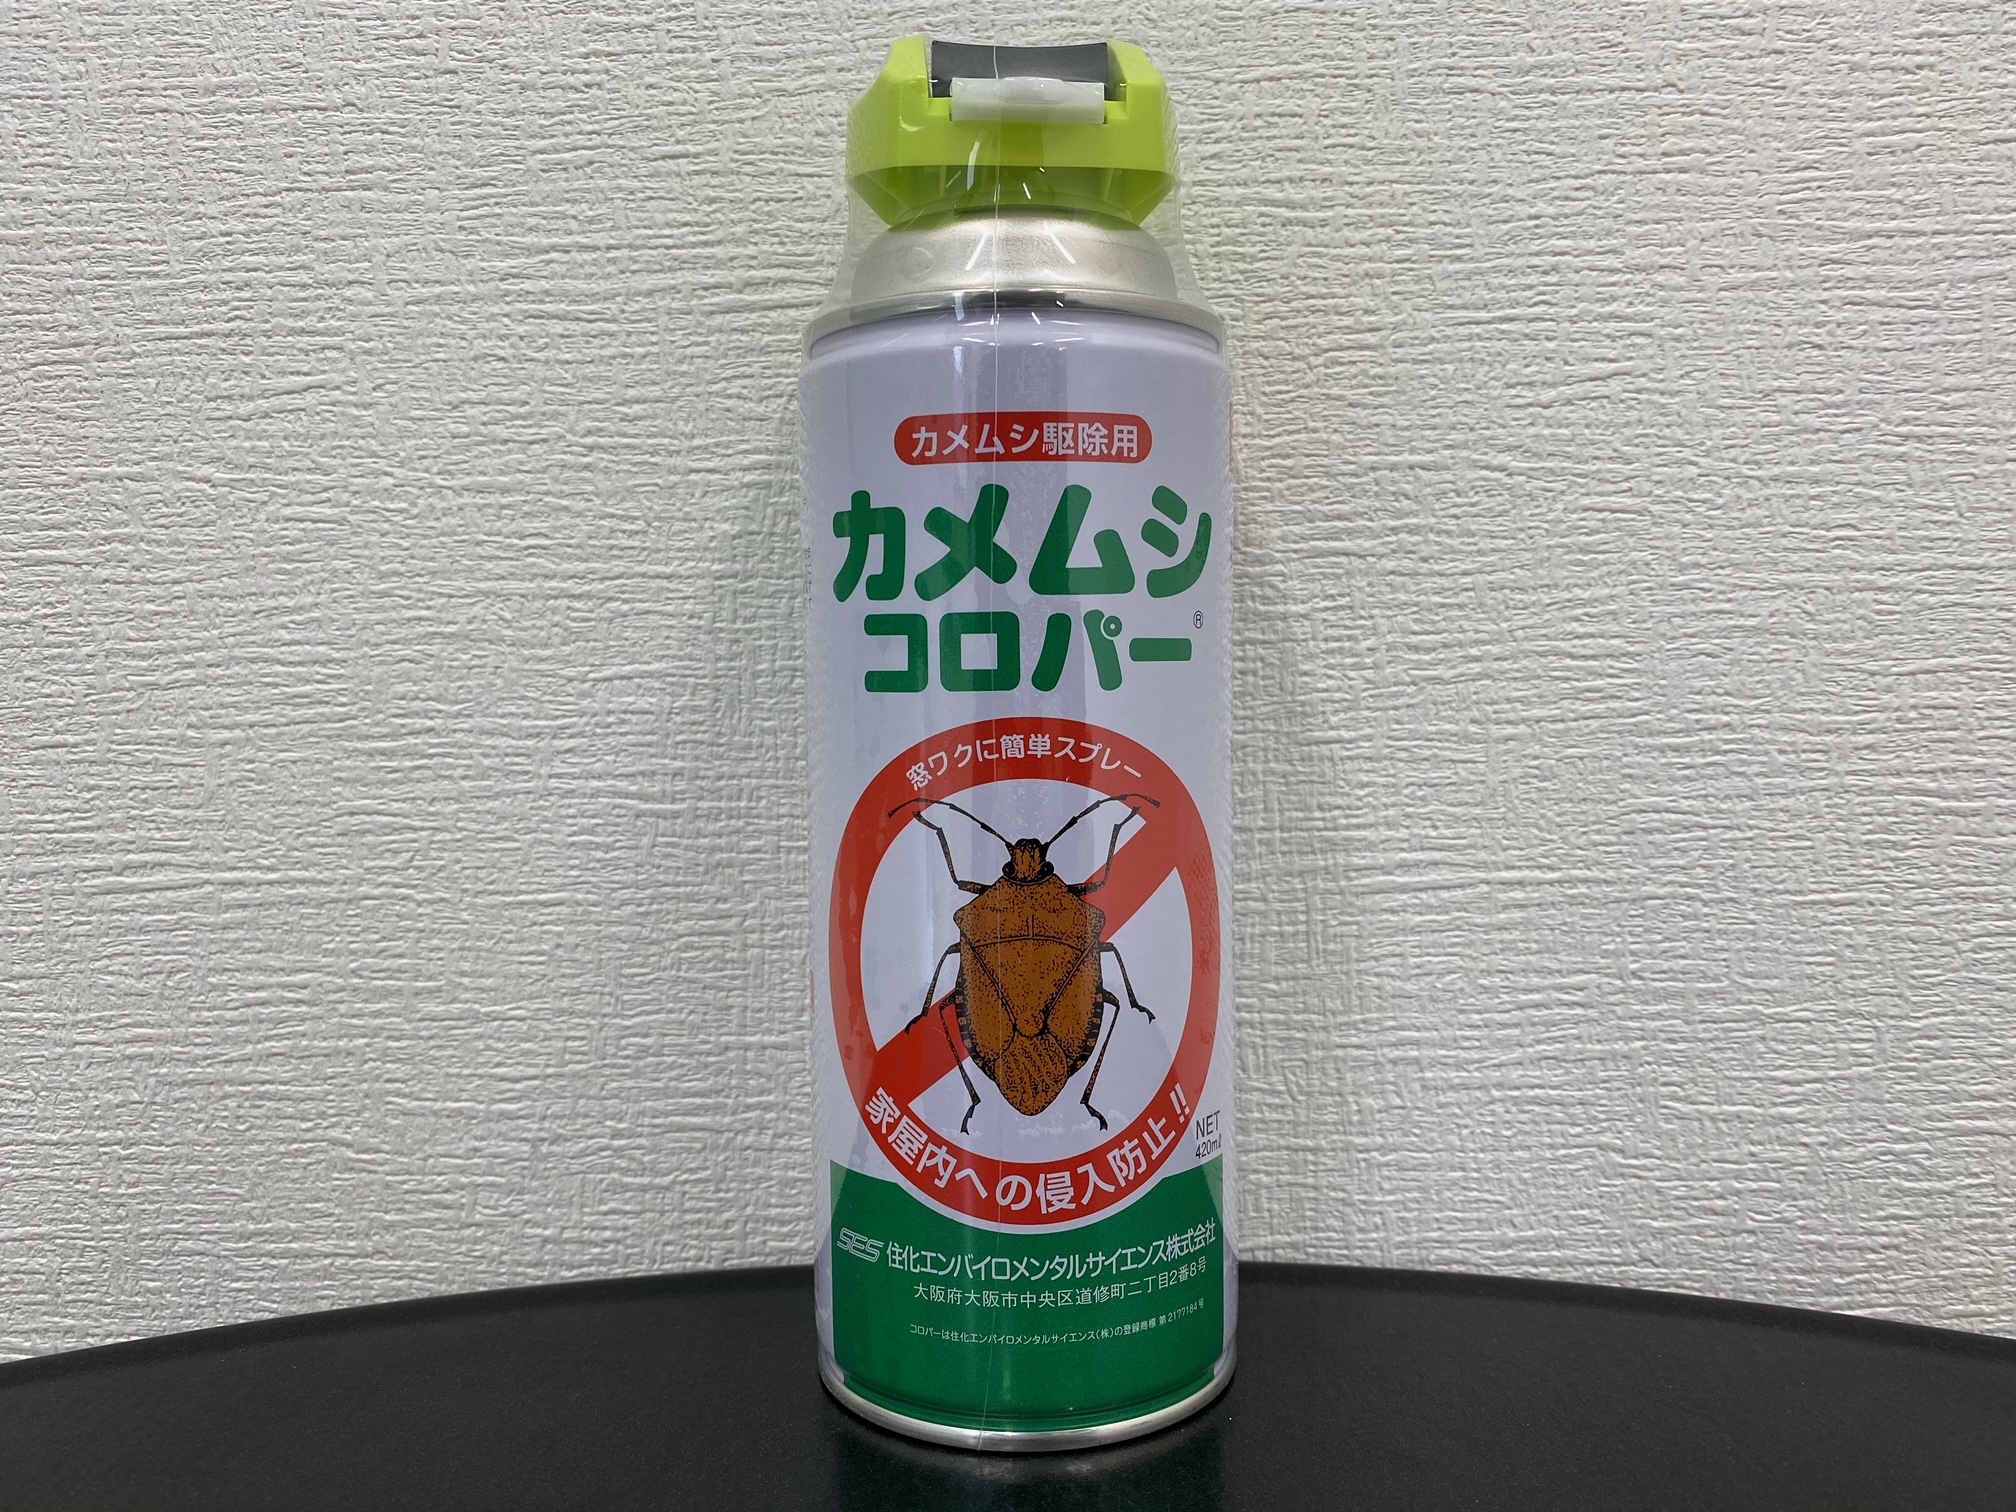 カメムシ駆除用
カメムシ
コロパー®
窓ワクに簡単スプレー
家屋内への侵入防止!!
NET
420mℓ
SES 住化エンバイロメンタルサイエンス株式会社
大阪府大阪市中央区道修町二丁目2番8号
コロパーは住化エンバイロメンタルサイエンス(株)の登録商標 第2177184号